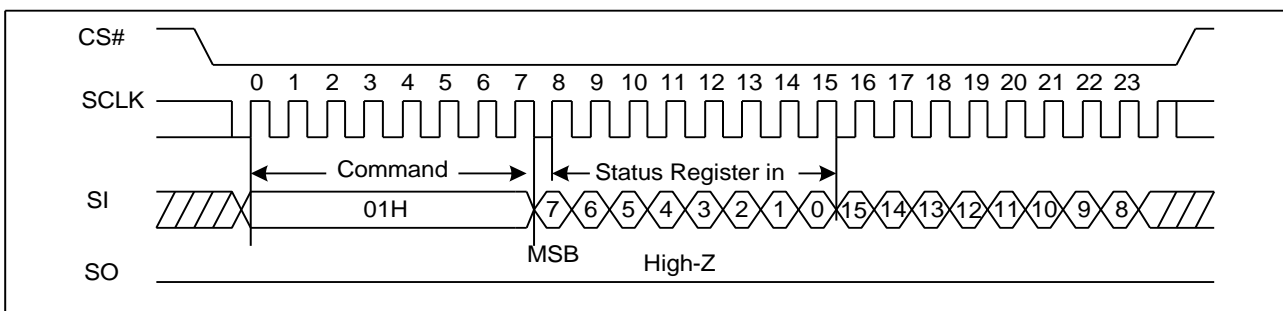 CS#
0 1 2 3 4 5 6 7 8 9 10 11 12 13 14 15 16 17 18 19 20 21 22 23
SCLK
Command Status Register in
SI 01H 7 6 5 4 3 2 1 0 15 14 13 12 11 10 9 8
MSB High-Z
SO